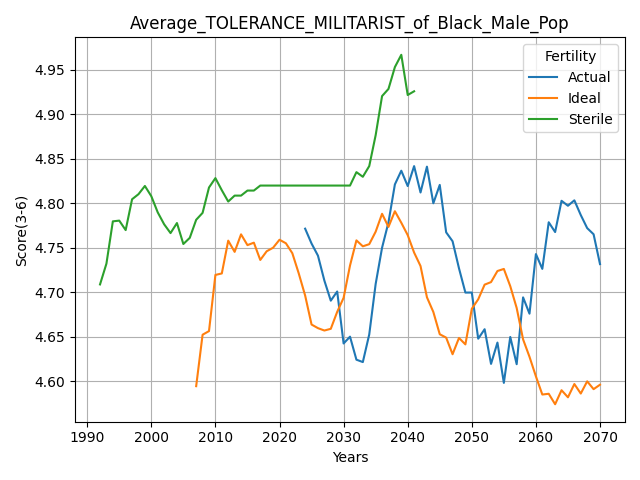 Average_TOLERANCE_MILITARIST_of_Black_Male_Pop
Fertility
Actual
Ideal
Sterile
Score(3-6)
4.95
4.90
4.85
4.80
4.75
4.70
4.65
4.60
1990 2000 2010 2020 2030 2040 2050 2060 2070
Years